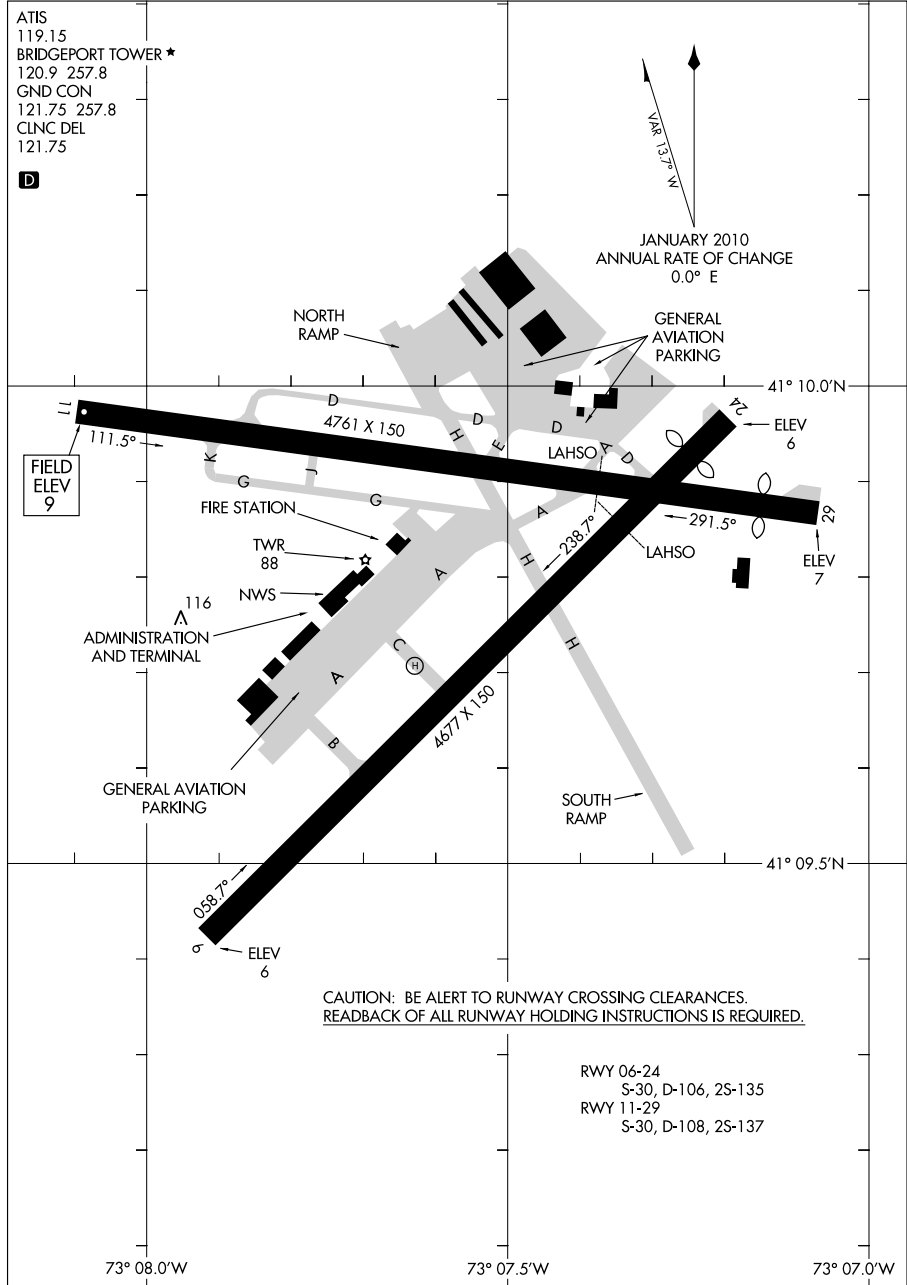 ATIS
119.15
BRIDGEPORT TOWER
120.9 257.8
GND CON
121.75 257.8
CLNC DEL
121.75
D
VAR 13.7° W
JANUARY 2010
ANNUAL RATE OF CHANGE
0.0° E
NORTH
RAMP
GENERAL
AVIATION
PARKING
41° 10.0'N
11
111.5°
D
4761 X 150
H
D
E
D
A
D
24
ELEV
6
FIELD
ELEV
9
K
G
J
G
LAHSO
A
238.7°
291.5°
29
ELEV
7
LAHSO
FIRE STATION
TWR
88
NWS
116
ADMINISTRATION
AND TERMINAL
A
H
H
C
H
A
B
4677 X 150
GENERAL AVIATION
PARKING
SOUTH
RAMP
41° 09.5'N
058.7°
6
ELEV
6
CAUTION: BE ALERT TO RUNWAY CROSSING CLEARANCES.
READBACK OF ALL RUNWAY HOLDING INSTRUCTIONS IS REQUIRED.
RWY 06-24
S-30, D-106, 2S-135
RWY 11-29
S-30, D-108, 2S-137
73° 08.0'W
73° 07.5'W
73° 07.0'W